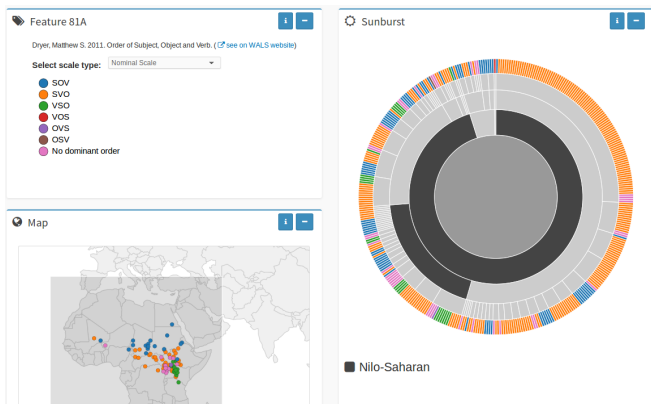 Feature 81A
i
Dryer, Matthew S. 2011. Order of Subject, Object and Verb. ( see on WALS website)
Select scale type: Nominal Scale
SOV
SVO
VSO
VOS
OVS
OSV
No dominant order
Map
i
Sunburst
i
Nilo-Saharan